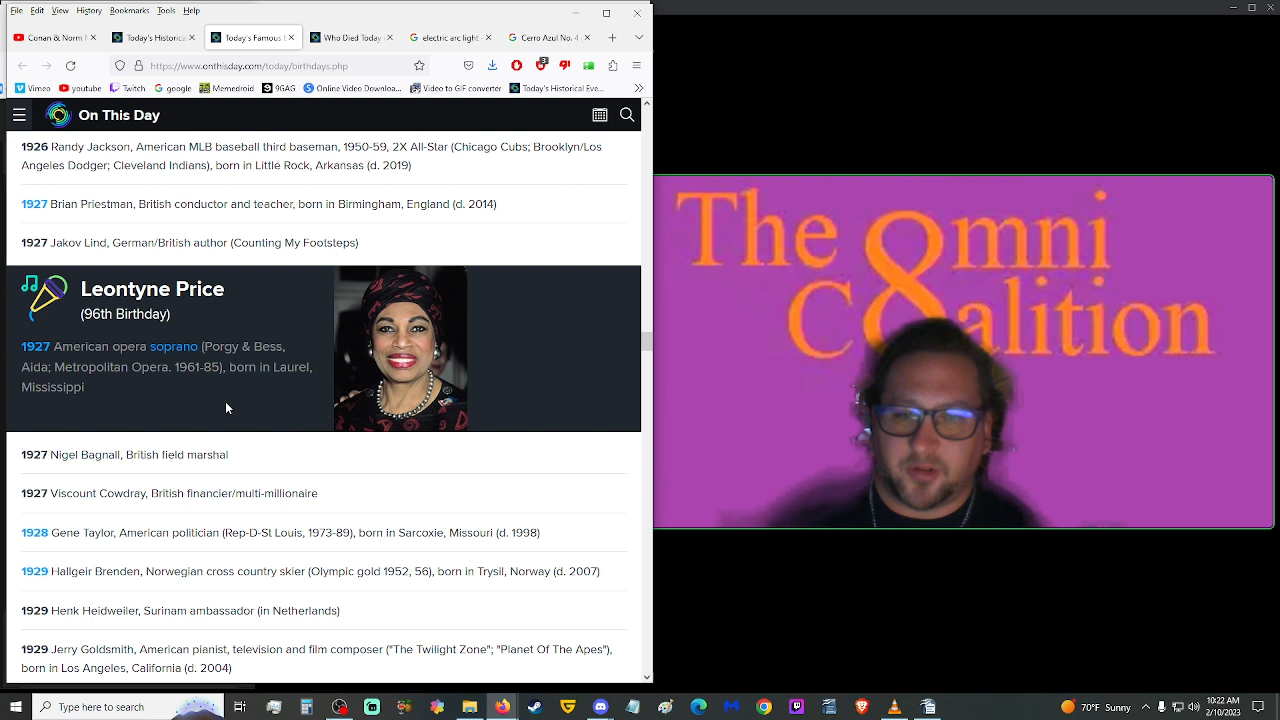 File Edit View History Bookmarks Tools Help
Conan & Norm
Today's Historica
Today's Famous
Who Died Today
electric arc light -
Cerro Azul No. 4
https://www.onthisday.com/today/birthdays.php
3
Vimeo youtube Twitch google Memedroid 9GAG Online Video Downloa... Video to GIF converter Today's Historical Eve...
On This Day
1926 Randy Jackson, American MLB baseball third baseman, 1950-59, 2X All-Star (Chicago Cubs; Brooklyn/Los
Angeles Dodger; Cleveland Indians), born in Little Rock, Arkansas (d. 2019)
1927 Brian Priestman, British conductor and teacher, born in Birmingham, England (d. 2014)
1927 Jakov Lind, German/British author (Counting My Footsteps)
Leontyne Price
(96th Birthday)
1927 American opera soprano (Porgy & Bess,
Aida; Metropolitan Opera. 1961-85), born in Laurel,
Mississippi
1927 Nigel Bagnall, British field marshal
1927 Viscount Cowdray, British financier/multi-millionaire
1928 Gene Taylor, American politician (Rep-D-St Louis, 1973-89), born in Sarcoxie, Missouri (d. 1998)
1929 Hallgeir Brenden, Norwegian cross country skier (Olympic gold 1952, 56), born in Trysil, Norway (d. 2007)
1929 Henk Heidweiler, Surinam ambassador (in Netherlands)
1929 Jerry Goldsmith, American pianist, television and film composer ("The Twilight Zone"; "Planet Of The Apes"),
born in Los Angeles, California (d. 2004)
The 8mni
C8alition
Type here to search
70°F Sunny
10:22 AM
2/10/2023